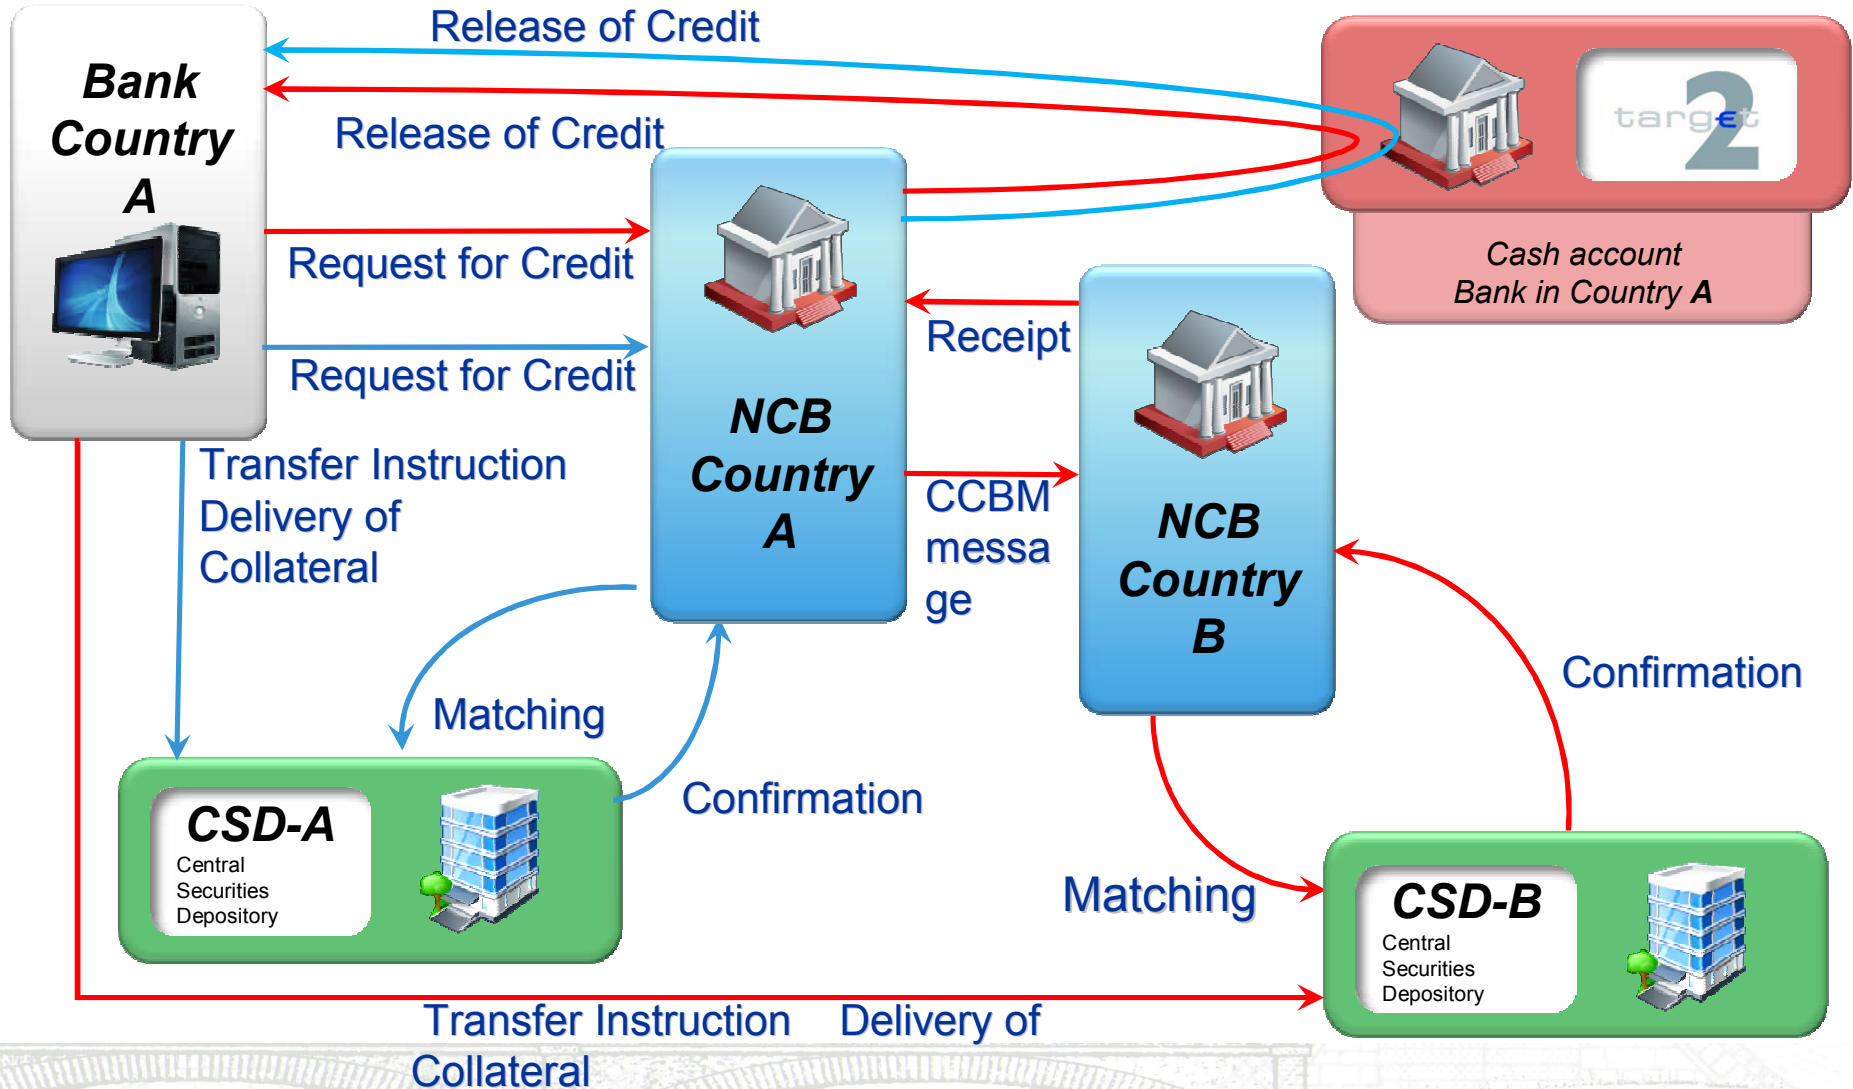 Release of Credit
Bank
Country
A
target
2
Release of Credit
Request for Credit
Cash account
Bank in Country A
Receipt
Request for Credit
NCB
Country
A
Transfer Instruction
Delivery of
Collateral
CCBM
messa
ge
NCB
Country
B
Confirmation
Matching
Confirmation
CSD-A
Central
Securities
Depository
Matching
CSD-B
Central
Securities
Depository
Transfer Instruction Delivery of
Collateral